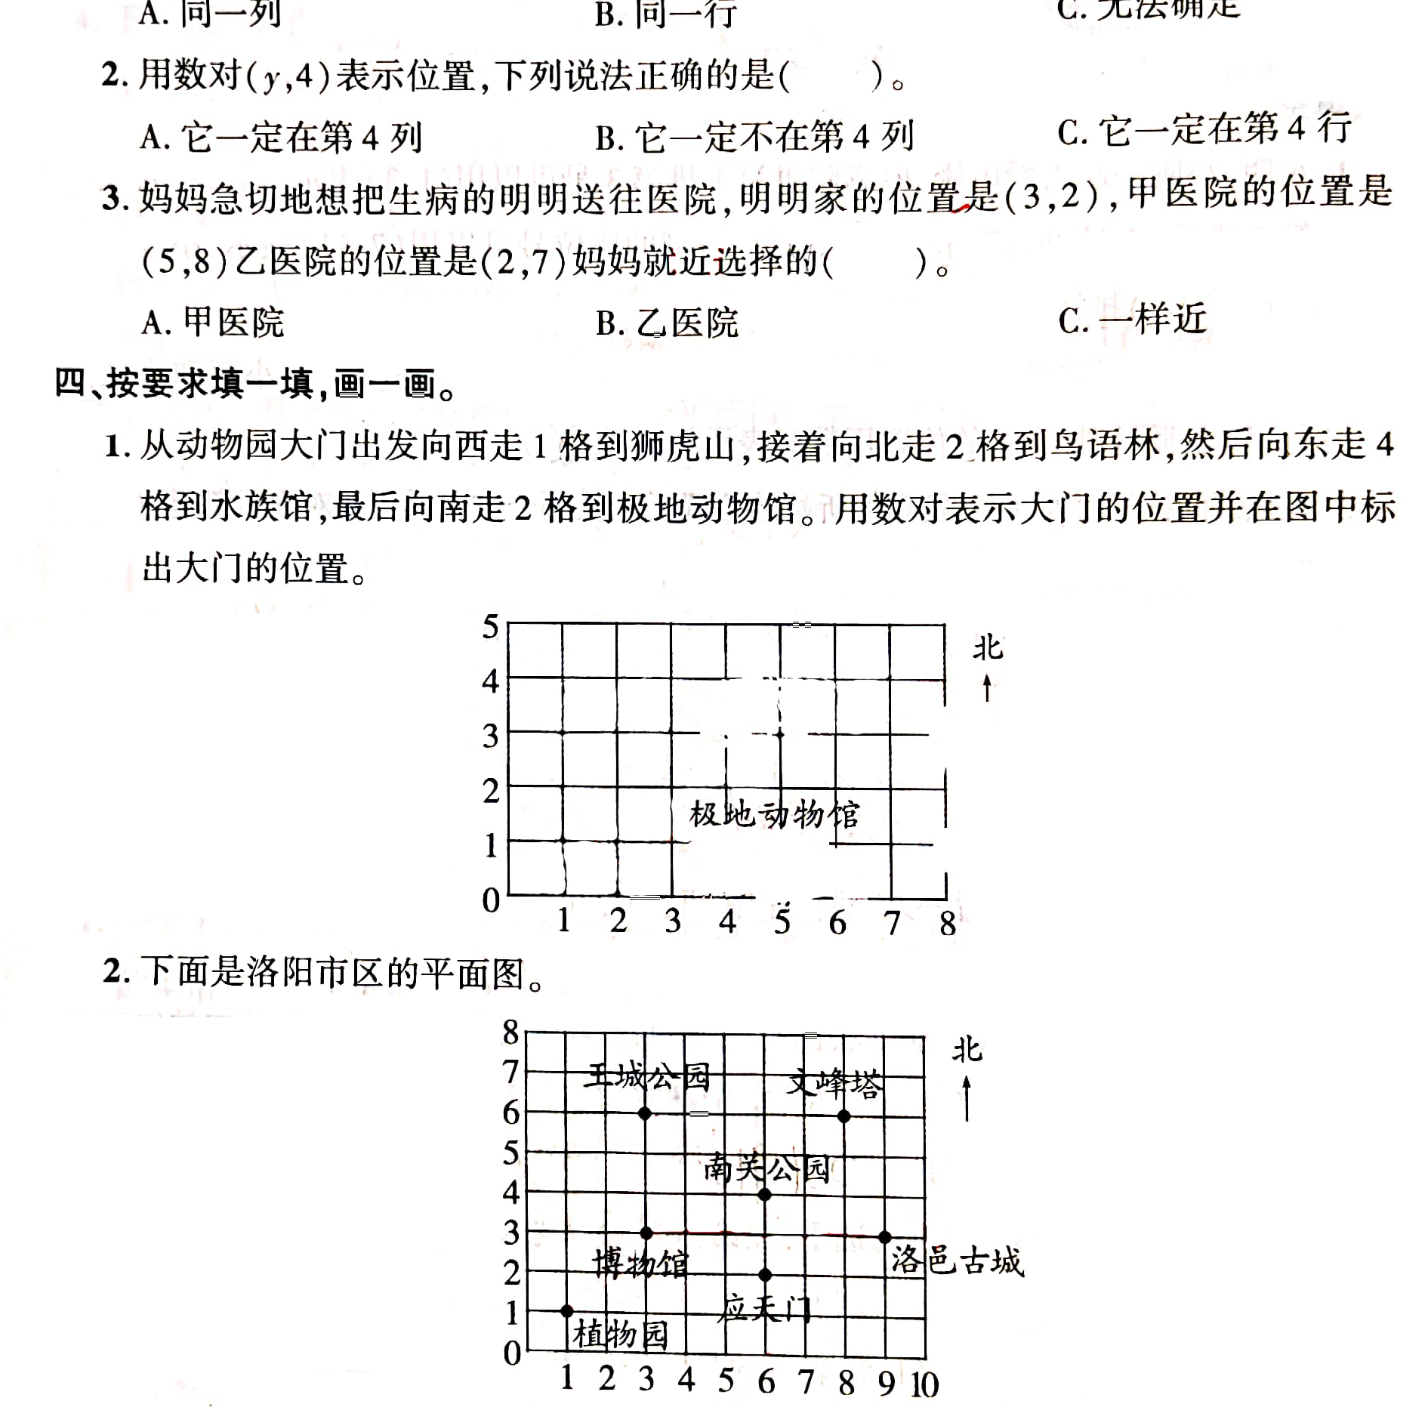 A. 同一列 B. 同一行 C. 无法确定
2. 用数对(y,4)表示位置,下列说法正确的是( )。
A. 它一定在第 4 列 B. 它一定不在第 4 列 C. 它一定在第 4 行
3. 妈妈急切地想把生病的明明送往医院,明明家的位置是(3,2),甲医院的位置是
(5,8)乙医院的位置是(2,7)妈妈就近选择的( )。
A. 甲医院 B. 乙医院 C. 一样近
四、按要求填一填,画一画。
1. 从动物园大门出发向西走 1 格到狮虎山,接着向北走 2 格到鸟语林,然后向东走 4
格到水族馆,最后向南走 2 格到极地动物馆。用数对表示大门的位置并在图中标
出大门的位置。
5
北
4
3
2
极地动物馆
1
0
1 2 3 4 5 6 7 8
2. 下面是洛阳市区的平面图。
8
北
7 王城公园 文峰塔
6
5 南关公园
4
3
博物馆 洛邑古城
2
1 应天门
植物园
0
1 2 3 4 5 6 7 8 9 10